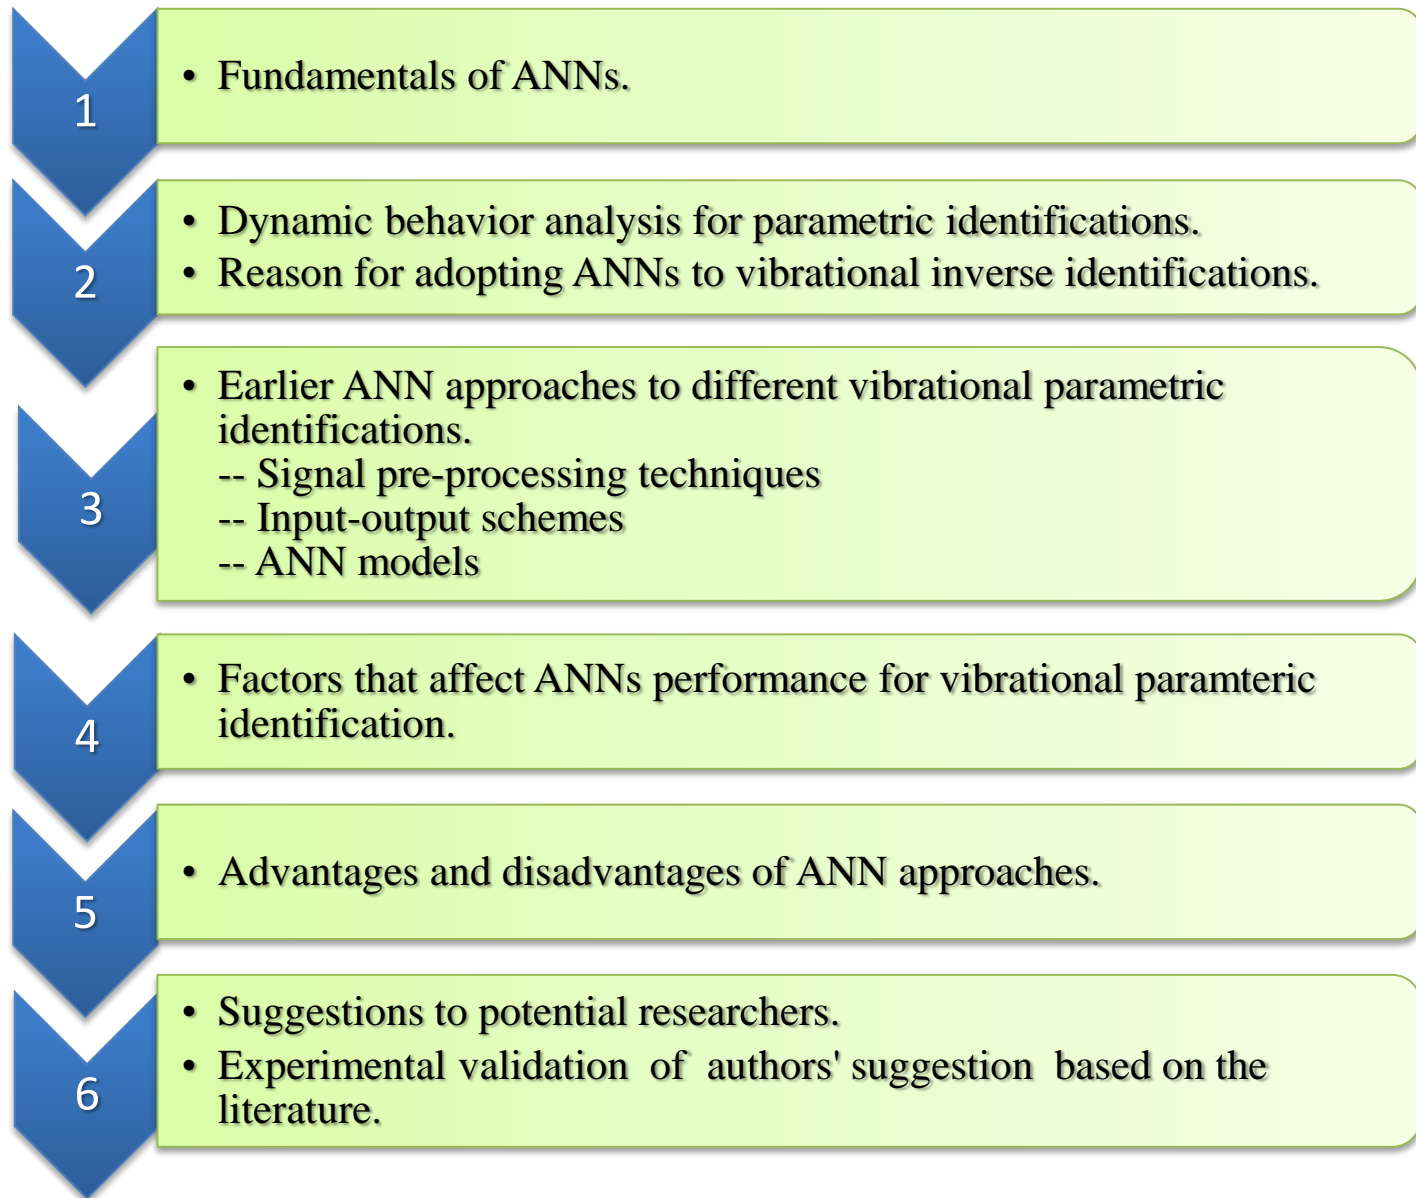 1
• Fundamentals of ANNs.
2
• Dynamic behavior analysis for parametric identifications.
• Reason for adopting ANNs to vibrational inverse identifications.
3
• Earlier ANN approaches to different vibrational parametric
identifications.
-- Signal pre-processing techniques
-- Input-output schemes
-- ANN models
4
• Factors that affect ANNs performance for vibrational paramteric
identification.
5
• Advantages and disadvantages of ANN approaches.
6
• Suggestions to potential researchers.
• Experimental validation  of  authors' suggestion  based on the
literature.